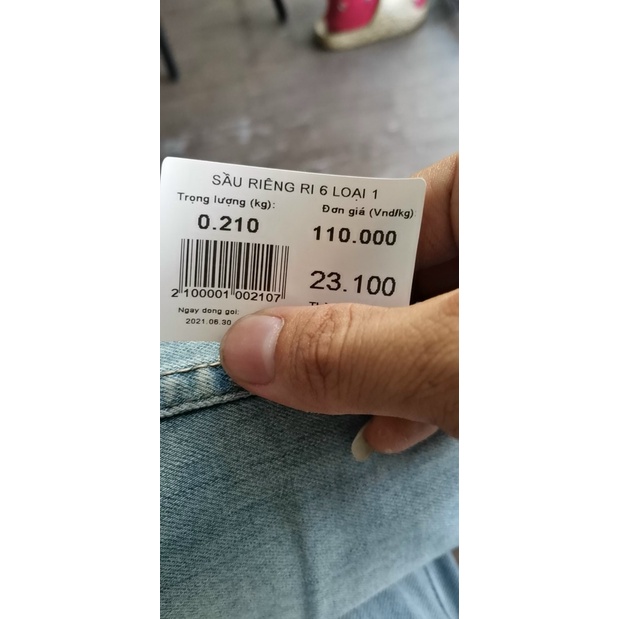 SẦU RIÊNG RI 6 LOẠI 1
Trọng lượng (kg): Đơn giá (Vnd/kg):
0.210 110.000
23.100
2 100001 002107
Ngay dong goi:
2021.06.30